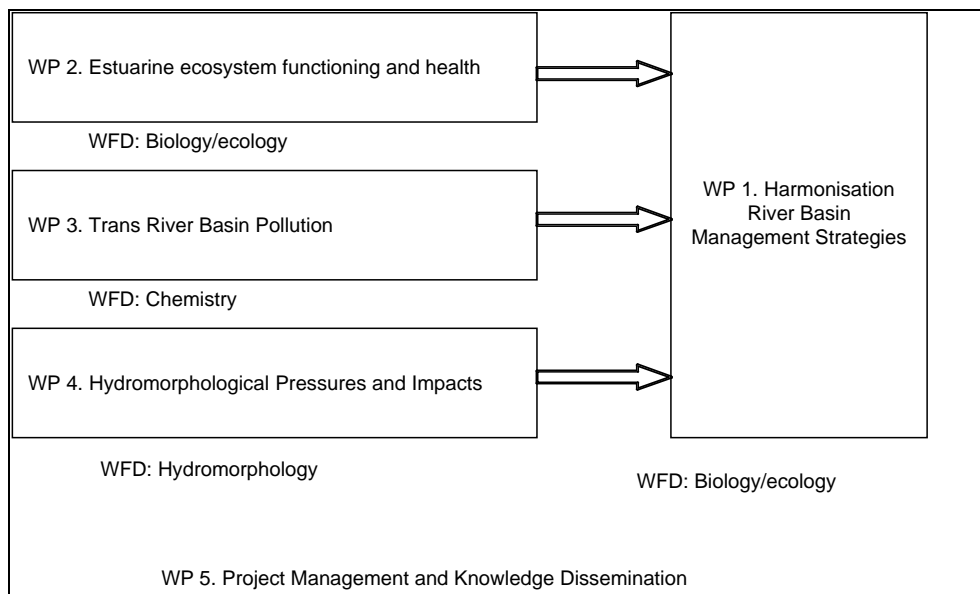 WP 2. Estuarine ecosystem functioning and health
WFD: Biology/ecology
WP 3. Trans River Basin Pollution
WFD: Chemistry
WP 4. Hydromorphological Pressures and Impacts
WFD: Hydromorphology
WP 1. Harmonisation
River Basin
Management Strategies
WFD: Biology/ecology
WP 5. Project Management and Knowledge Dissemination